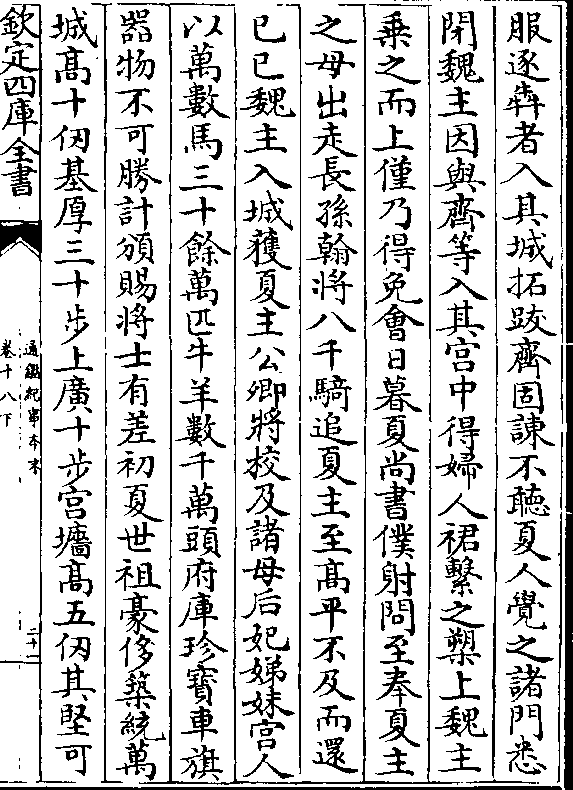 服逐犇者入其城拓跋齊固諫不聽夏人覺之諸門悉
閉魏主因與齊等入其宮中得婦人裙繫之槊上魏主
乗之而上僅乃得免會日暮夏尚書僕射問至奉夏主
之母出走長孫翰將八千騎追夏主至髙平不及而還
已巳魏主入城獲夏主公卿將校及諸母后妃娣妹宮人
以萬數馬三十餘萬匹牛羊數千萬頭府庫珍寶車旗
器物不可勝計頒賜將士有差初夏世祖豪侈築統萬
城髙十仞基厚三十步上廣十步宮墻髙五仞其堅可
欽定四庫全書
通鑑紀事本末
卷十八下
二十一